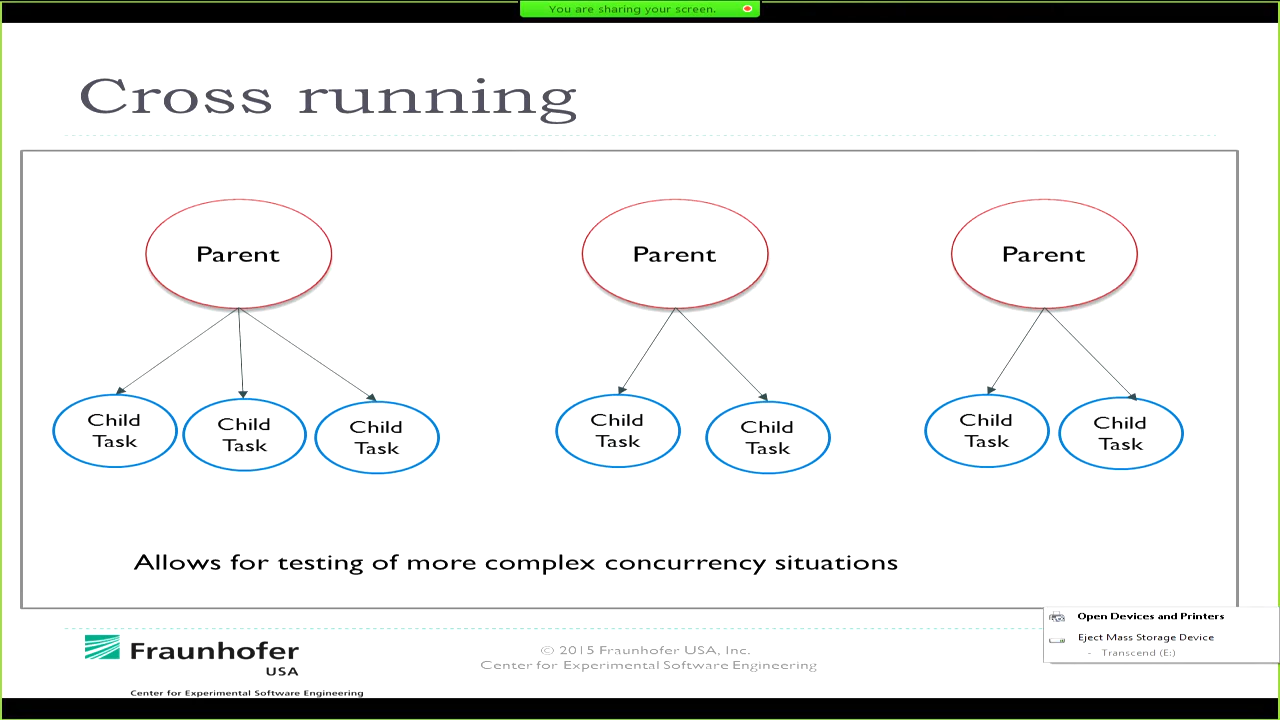 You are sharing your screen.
Cross running
Parent
Parent
Parent
Child
Task
Child
Task
Child
Task
Child
Task
Child
Task
Child
Task
Child
Task
Allows for testing of more complex concurrency situations
Open Devices and Printers
Eject Mass Storage Device
- Transcend (E:)
Fraunhofer
USA
Center for Experimental Software Engineering
© 2015 Fraunhofer USA, Inc.
Center for Experimental Software Engineering